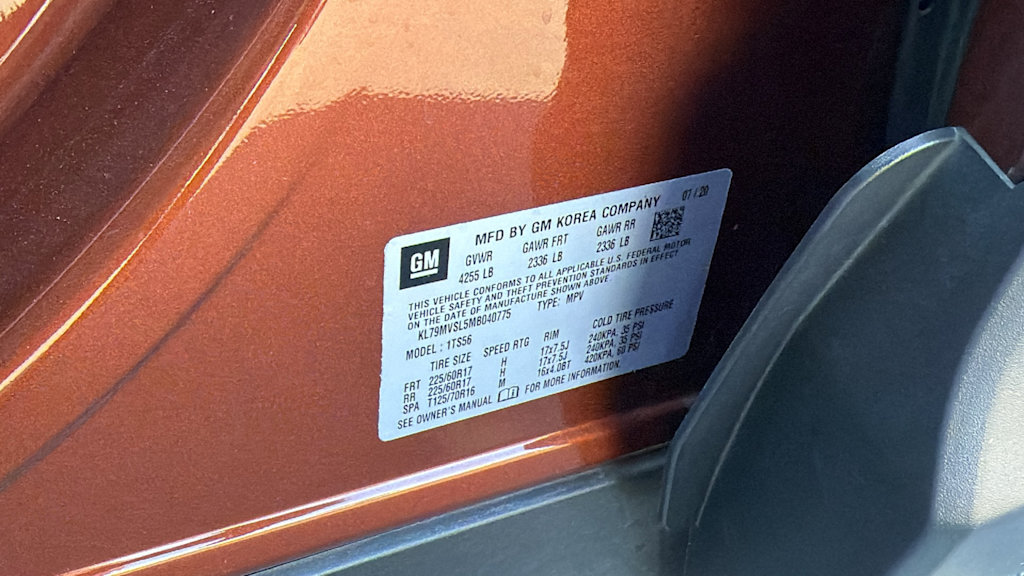 GM
MFD BY GM KOREA COMPANY 07/20
GVWR GAWR FRT GAWR RR
4255 LB 2336 LB 2336 LB
THIS VEHICLE CONFORMS TO ALL APPLICABLE U.S. FEDERAL MOTOR
VEHICLE SAFETY AND THEFT PREVENTION STANDARDS IN EFFECT
ON THE DATE OF MANUFACTURE SHOWN ABOVE.
KL79MVSL5MB040775 TYPE: MPV
MODEL: 1TS56
TIRE SIZE SPEED RTG RIM COLD TIRE PRESSURE
FRT 225/60R17 H 17x7.5J 240KPA, 35 PSI
RR 225/60R17 H 17x7.5J 240KPA, 35 PSI
SPA T125/70R16 M 16x4.0BT 420KPA, 60 PSI
SEE OWNER'S MANUAL FOR MORE INFORMATION.